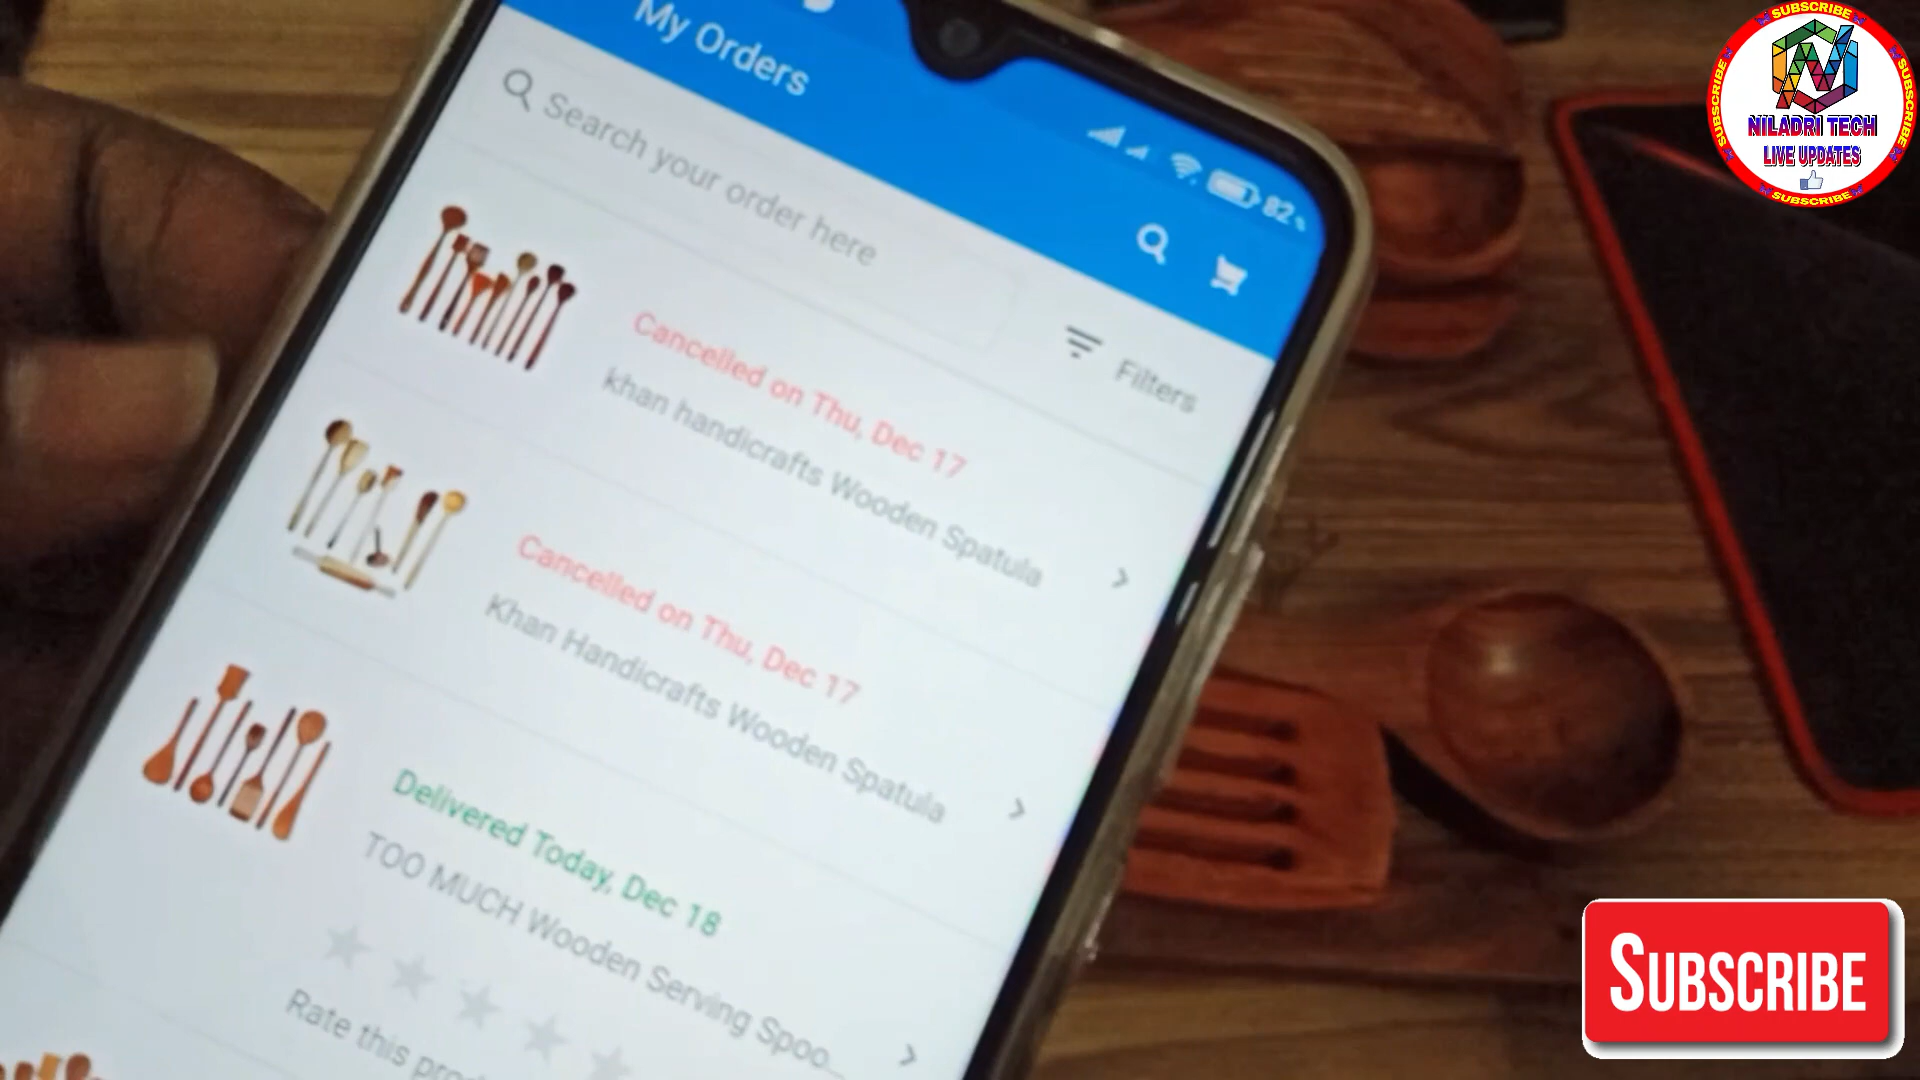 My Orders
82%
Search your order here
Filters
Cancelled on Thu, Dec 17
khan handicrafts Wooden Spatula
Cancelled on Thu, Dec 17
Khan Handicrafts Wooden Spatula
Delivered Today, Dec 18
TOO MUCH Wooden Serving Spoo...
Rate this
SUBSCRIBE
SUBSCRIBE
SUBSCRIBE
NILADRI TECH
LIVE UPDATES
SUBSCRIBE
SUBSCRIBE